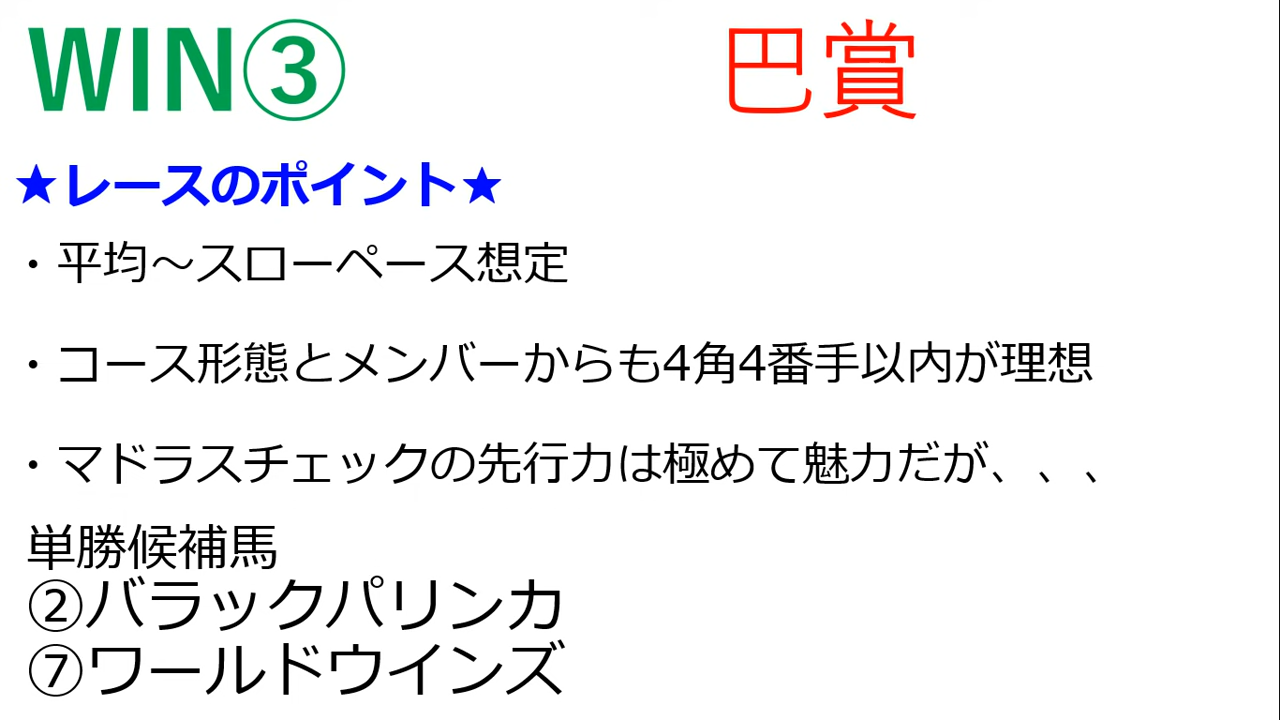 WIN③
巴賞
★レースのポイント★
・平均～スローペース想定
・コース形態とメンバーからも4角4番手以内が理想
・マドラスチェックの先行力は極めて魅力だが、、、
単勝候補馬
②バラックパリンカ
⑦ワールドウインズ